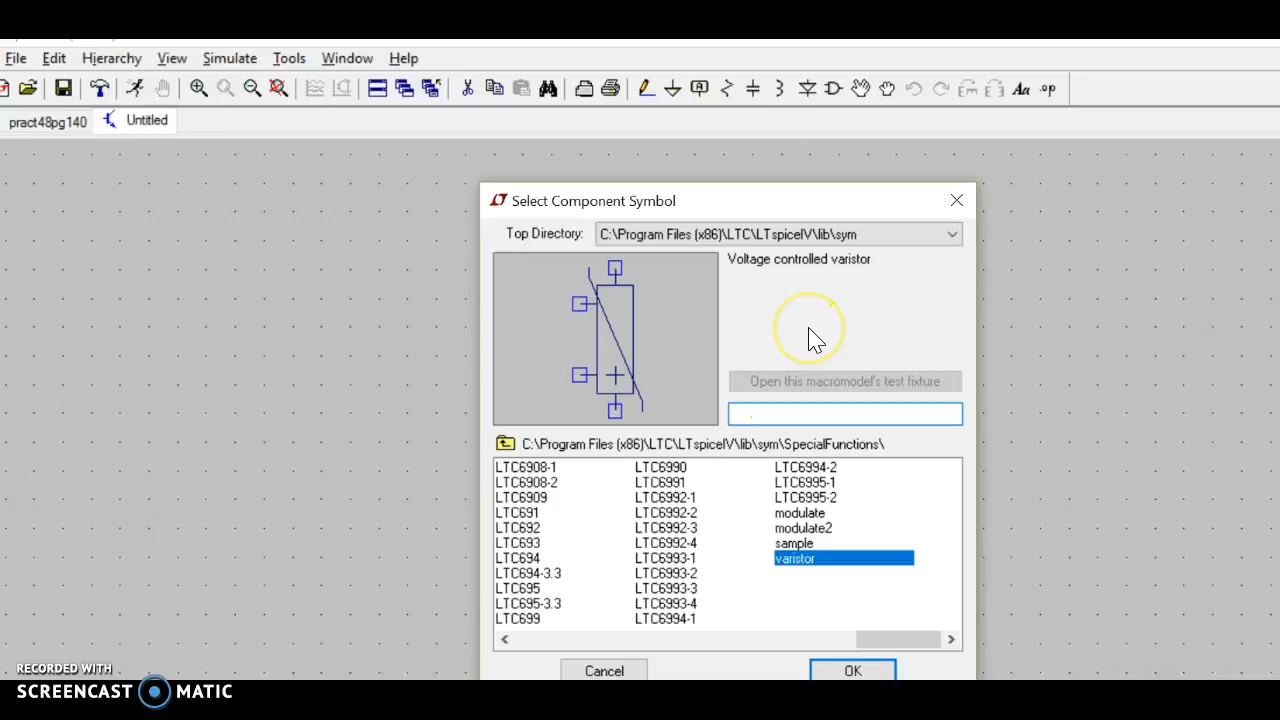 File Edit Hierarchy View Simulate Tools Window Help
Aa .op
pract48pg140 Untitled
Select Component Symbol
Top Directory: C:\Program Files (x86)\LTC\LTspiceIV\lib\sym
Voltage controlled varistor
Open this macromodel's test fixture
C:\Program Files (x86)\LTC\LTspiceIV\lib\sym\SpecialFunctions\
LTC6908-1 LTC6990 LTC6994-2
LTC6908-2 LTC6991 LTC6995-1
LTC6909 LTC6992-1 LTC6995-2
LTC691 LTC6992-2 modulate
LTC692 LTC6992-3 modulate2
LTC693 LTC6992-4 sample
LTC694 LTC6993-1 varistor
LTC694-3.3 LTC6993-2
LTC695 LTC6993-3
LTC695-3.3 LTC6993-4
LTC699 LTC6994-1
Cancel OK
RECORDED WITH
SCREENCAST MATIC